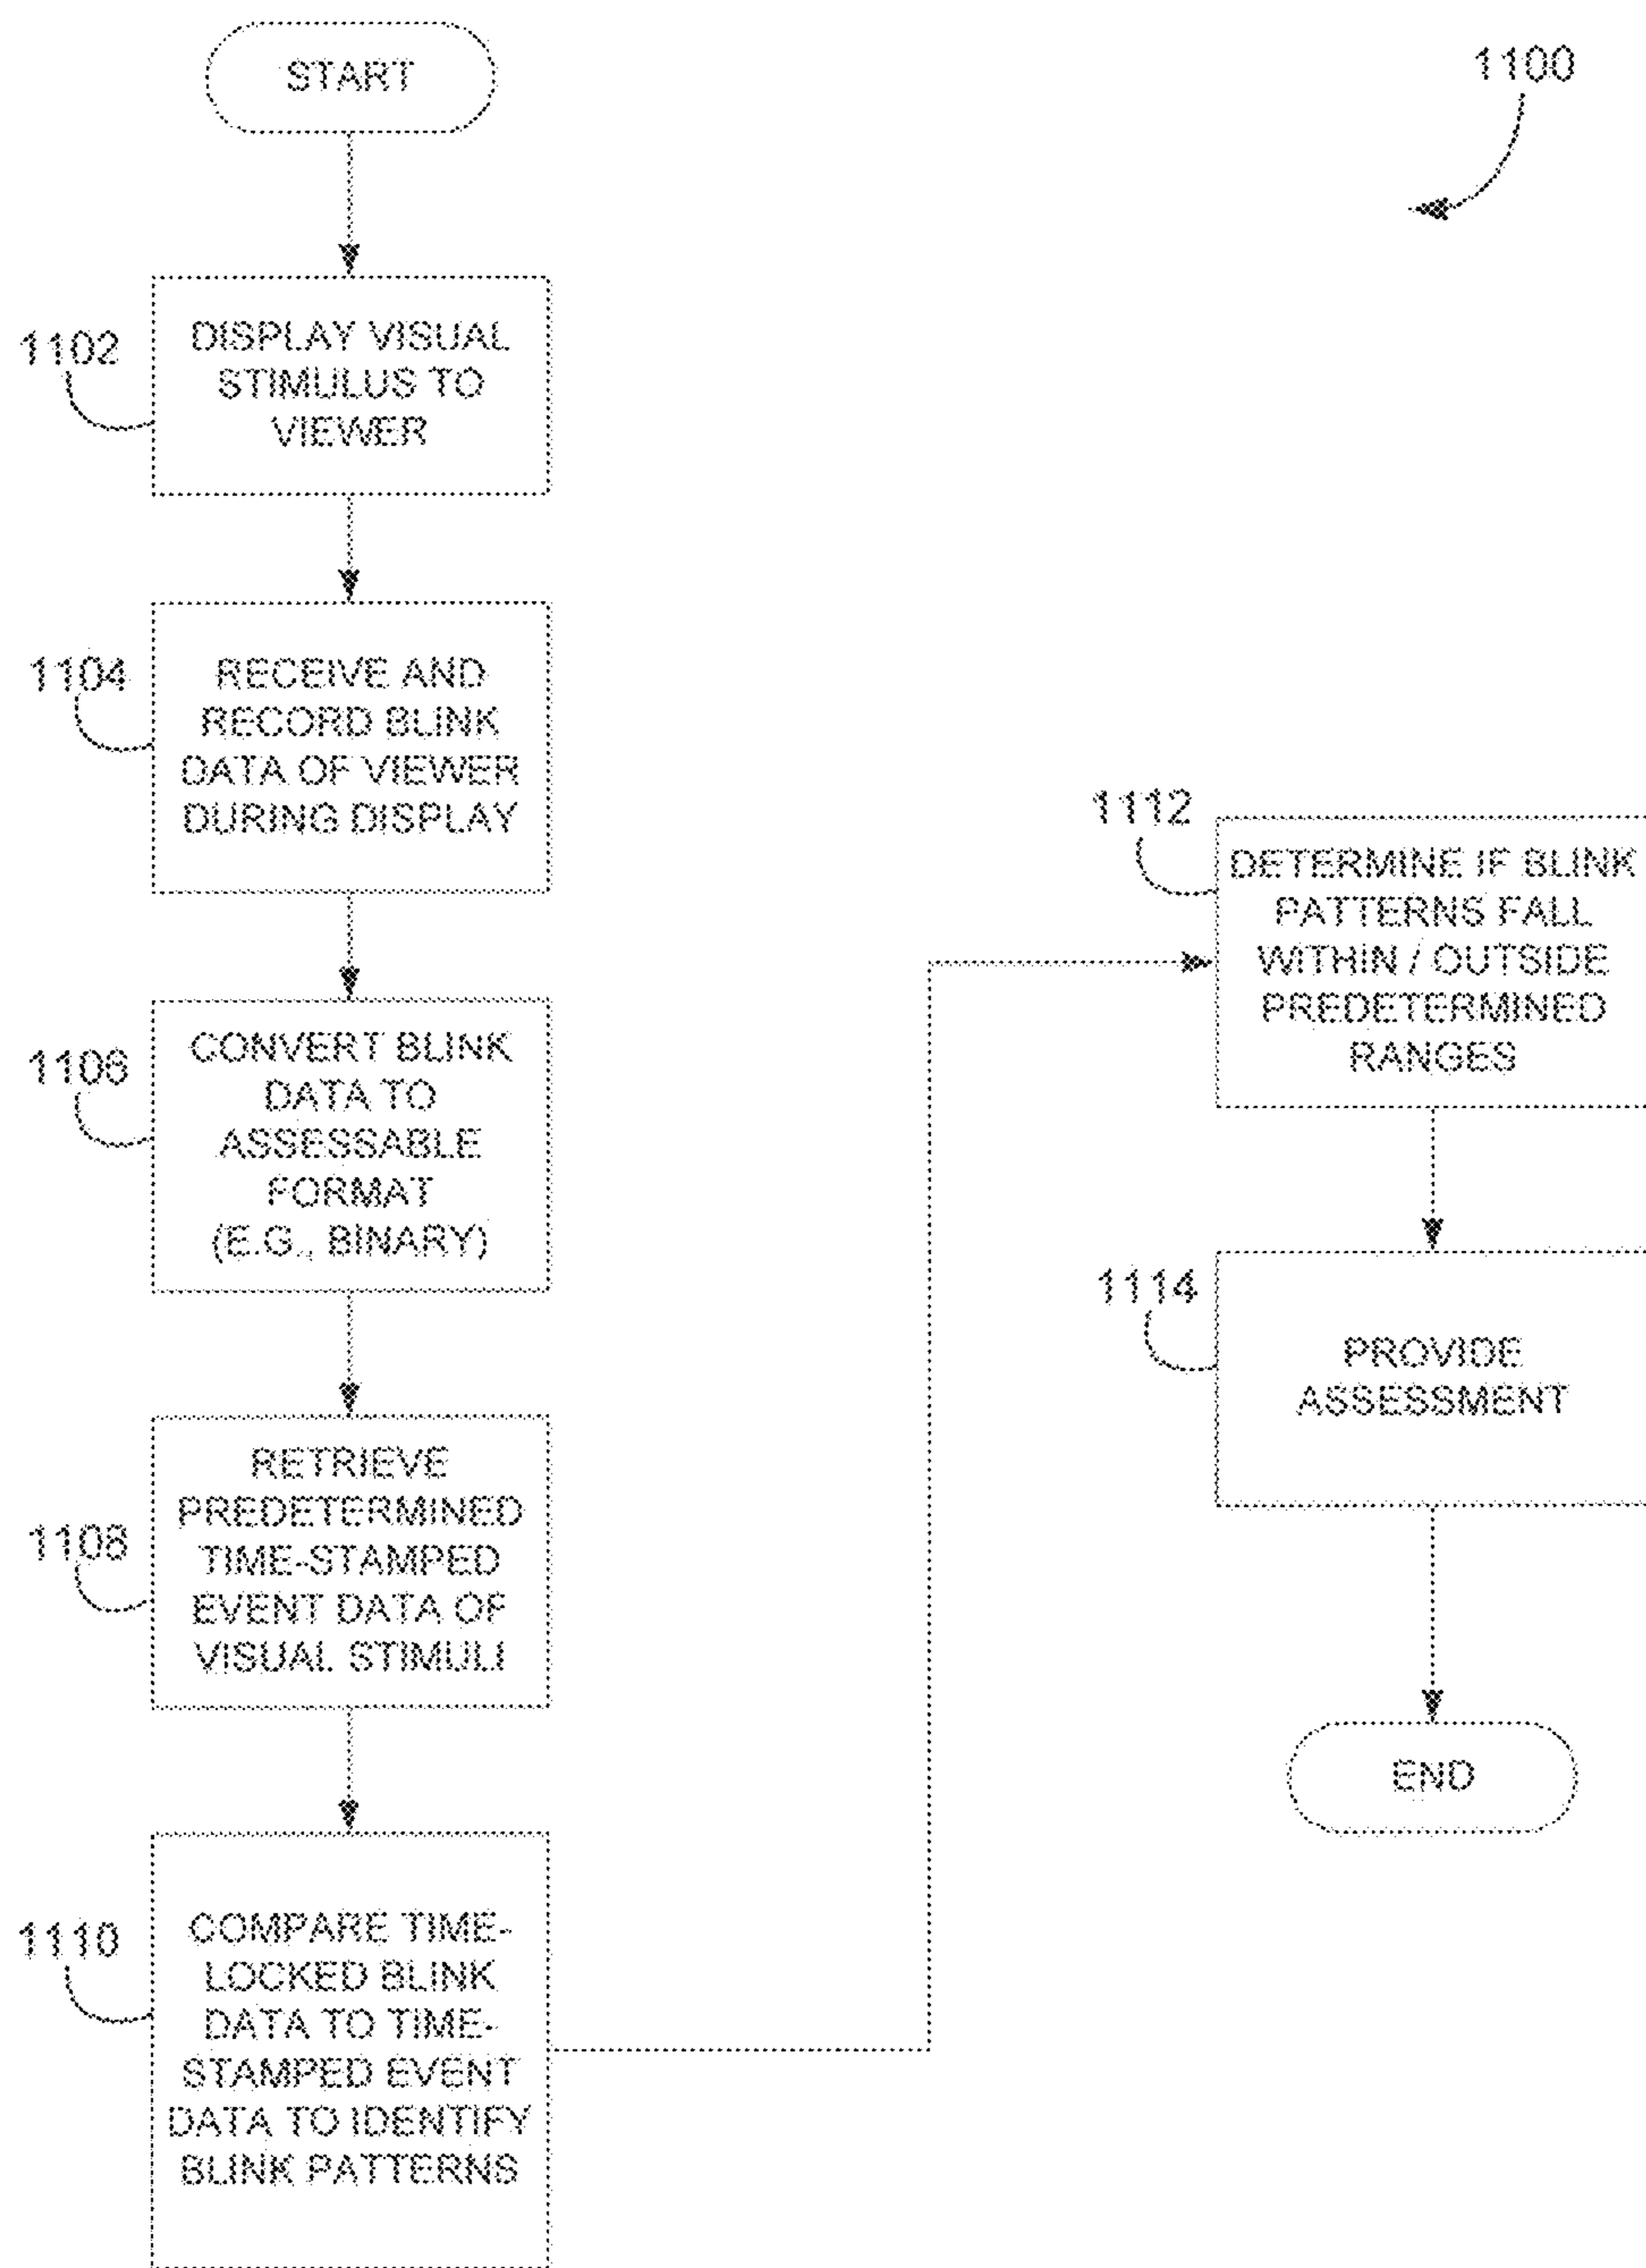 START
1100
1102
DISPLAY VISUAL
STIMULUS TO
VIEWER
1104
RECEIVE AND
RECORD BLINK
DATA OF VIEWER
DURING DISPLAY
1106
CONVERT BLINK
DATA TO
ASSESSABLE
FORMAT
(E.G., BINARY)
1108
RETRIEVE
PREDETERMINED
TIME-STAMPED
EVENT DATA OF
VISUAL STIMULI
1110
COMPARE TIME-
LOCKED BLINK
DATA TO TIME-
STAMPED EVENT
DATA TO IDENTIFY
BLINK PATTERNS
1112
DETERMINE IF BLINK
PATTERNS FALL
WITHIN / OUTSIDE
PREDETERMINED
RANGES
1114
PROVIDE
ASSESSMENT
END